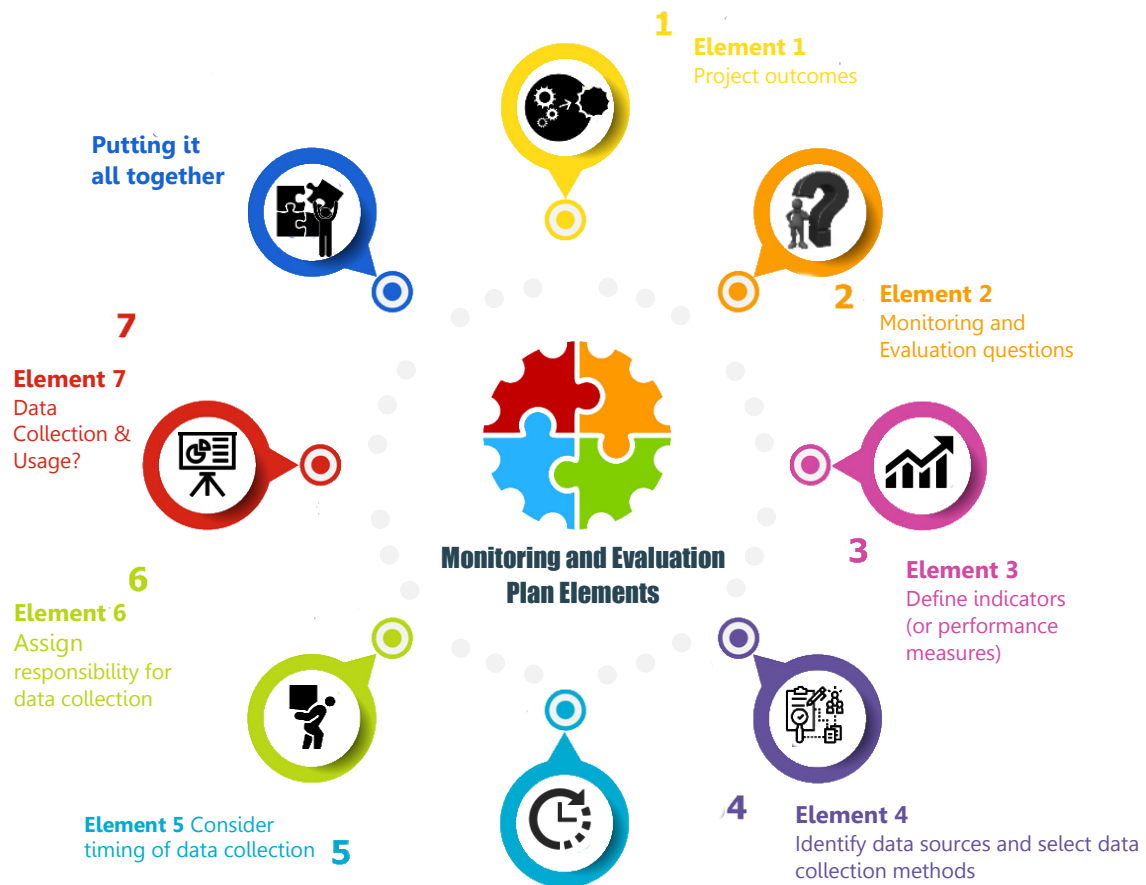 1
Element 1
Project outcomes
Putting it
all together
2
Element 2
Monitoring and
Evaluation questions
7
Element 7
Data
Collection &
Usage?
Monitoring and Evaluation
Plan Elements
3
Element 3
Define indicators
(or performance
measures)
6
Element 6
Assign
responsibility for
data collection
4
Element 4
Identify data sources and select data
collection methods
Element 5 Consider
timing of data collection
5